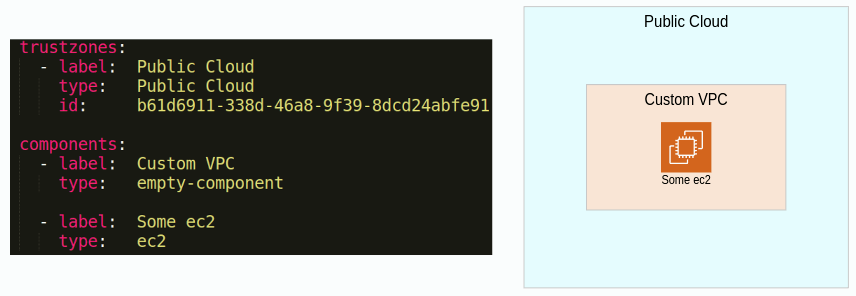 trustzones:
- label: Public Cloud
type: Public Cloud
id: b61d6911-338d-46a8-9f39-8dcd24abfe91
components:
- label: Custom VPC
type: empty-component
- label: Some ec2
type: ec2
Public Cloud
Custom VPC
Some ec2